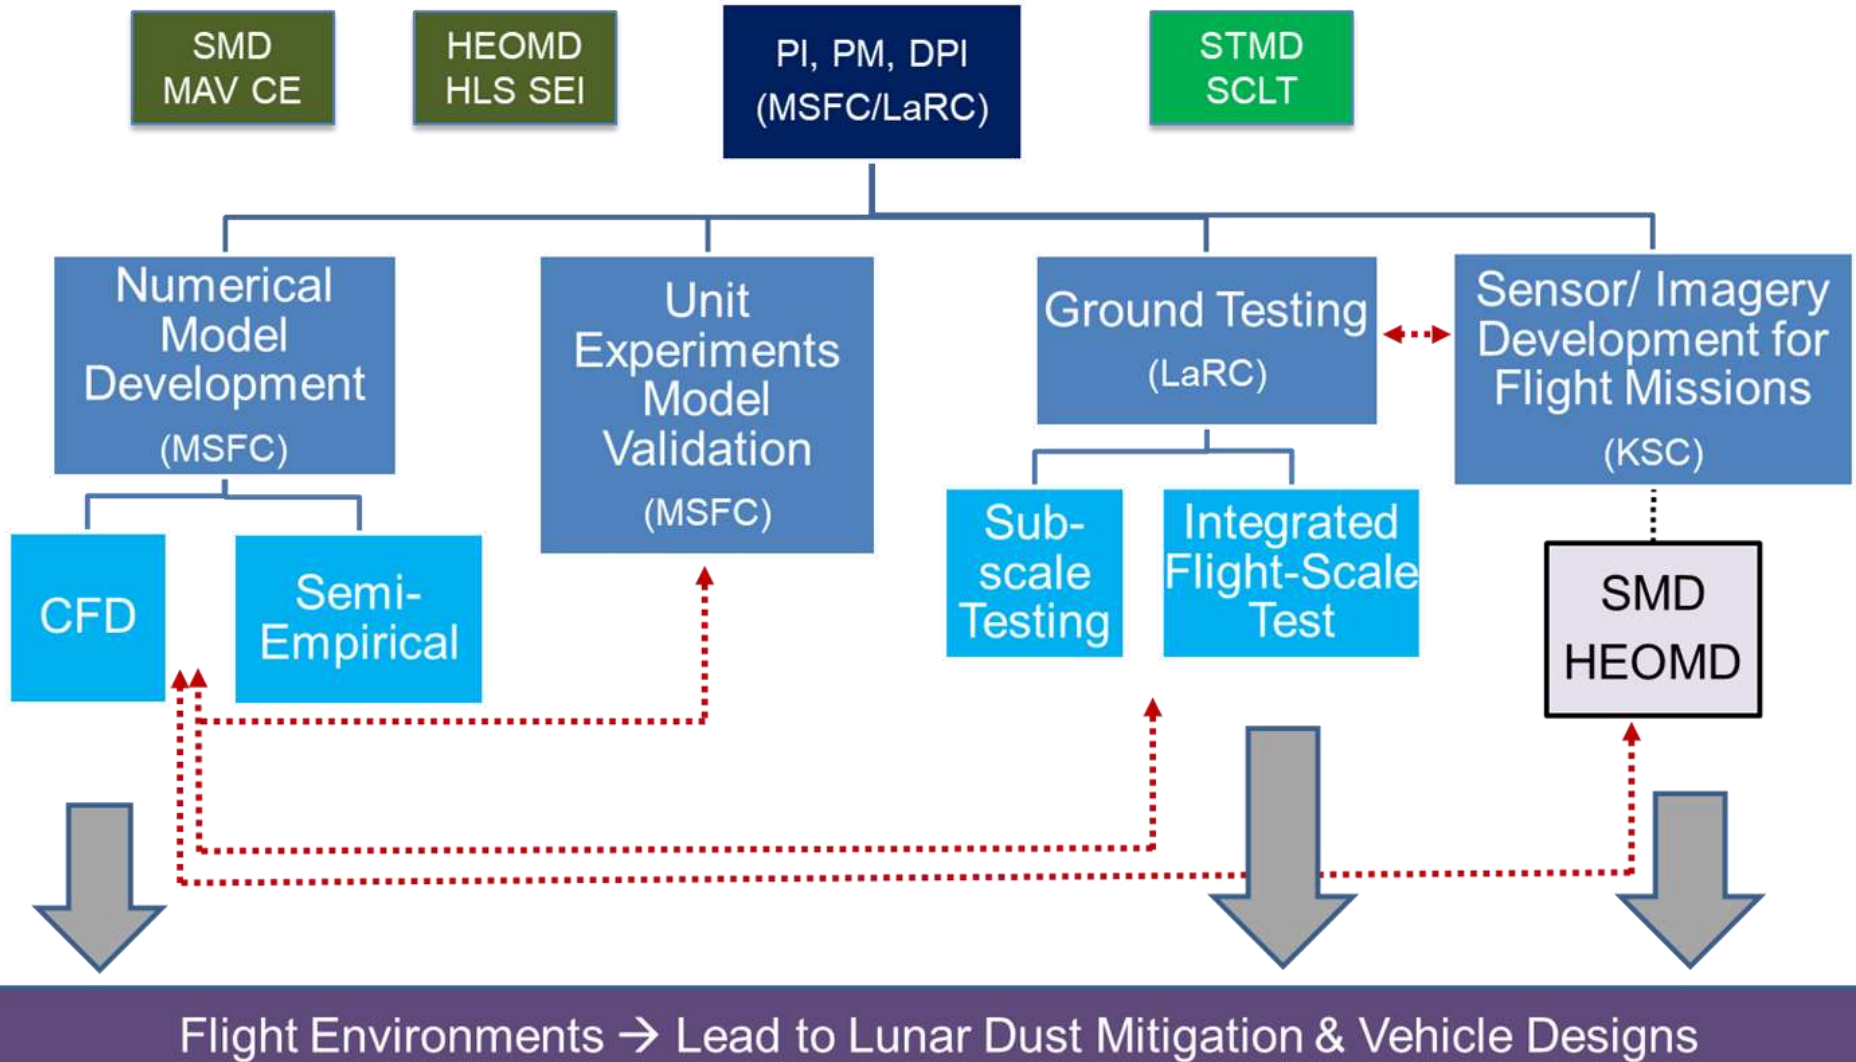 SMD
MAV CE
HEOMD
HLS SEI
PI, PM, DPI
(MSFC/LaRC)
STMD
SCLT
Numerical
Model
Development
(MSFC)
Unit
Experiments
Model
Validation
(MSFC)
Ground Testing
(LaRC)
Sensor/ Imagery
Development for
Flight Missions
(KSC)
CFD
Semi-
Empirical
Sub-
scale
Testing
Integrated
Flight-Scale
Test
SMD
HEOMD
Flight Environments → Lead to Lunar Dust Mitigation & Vehicle Designs